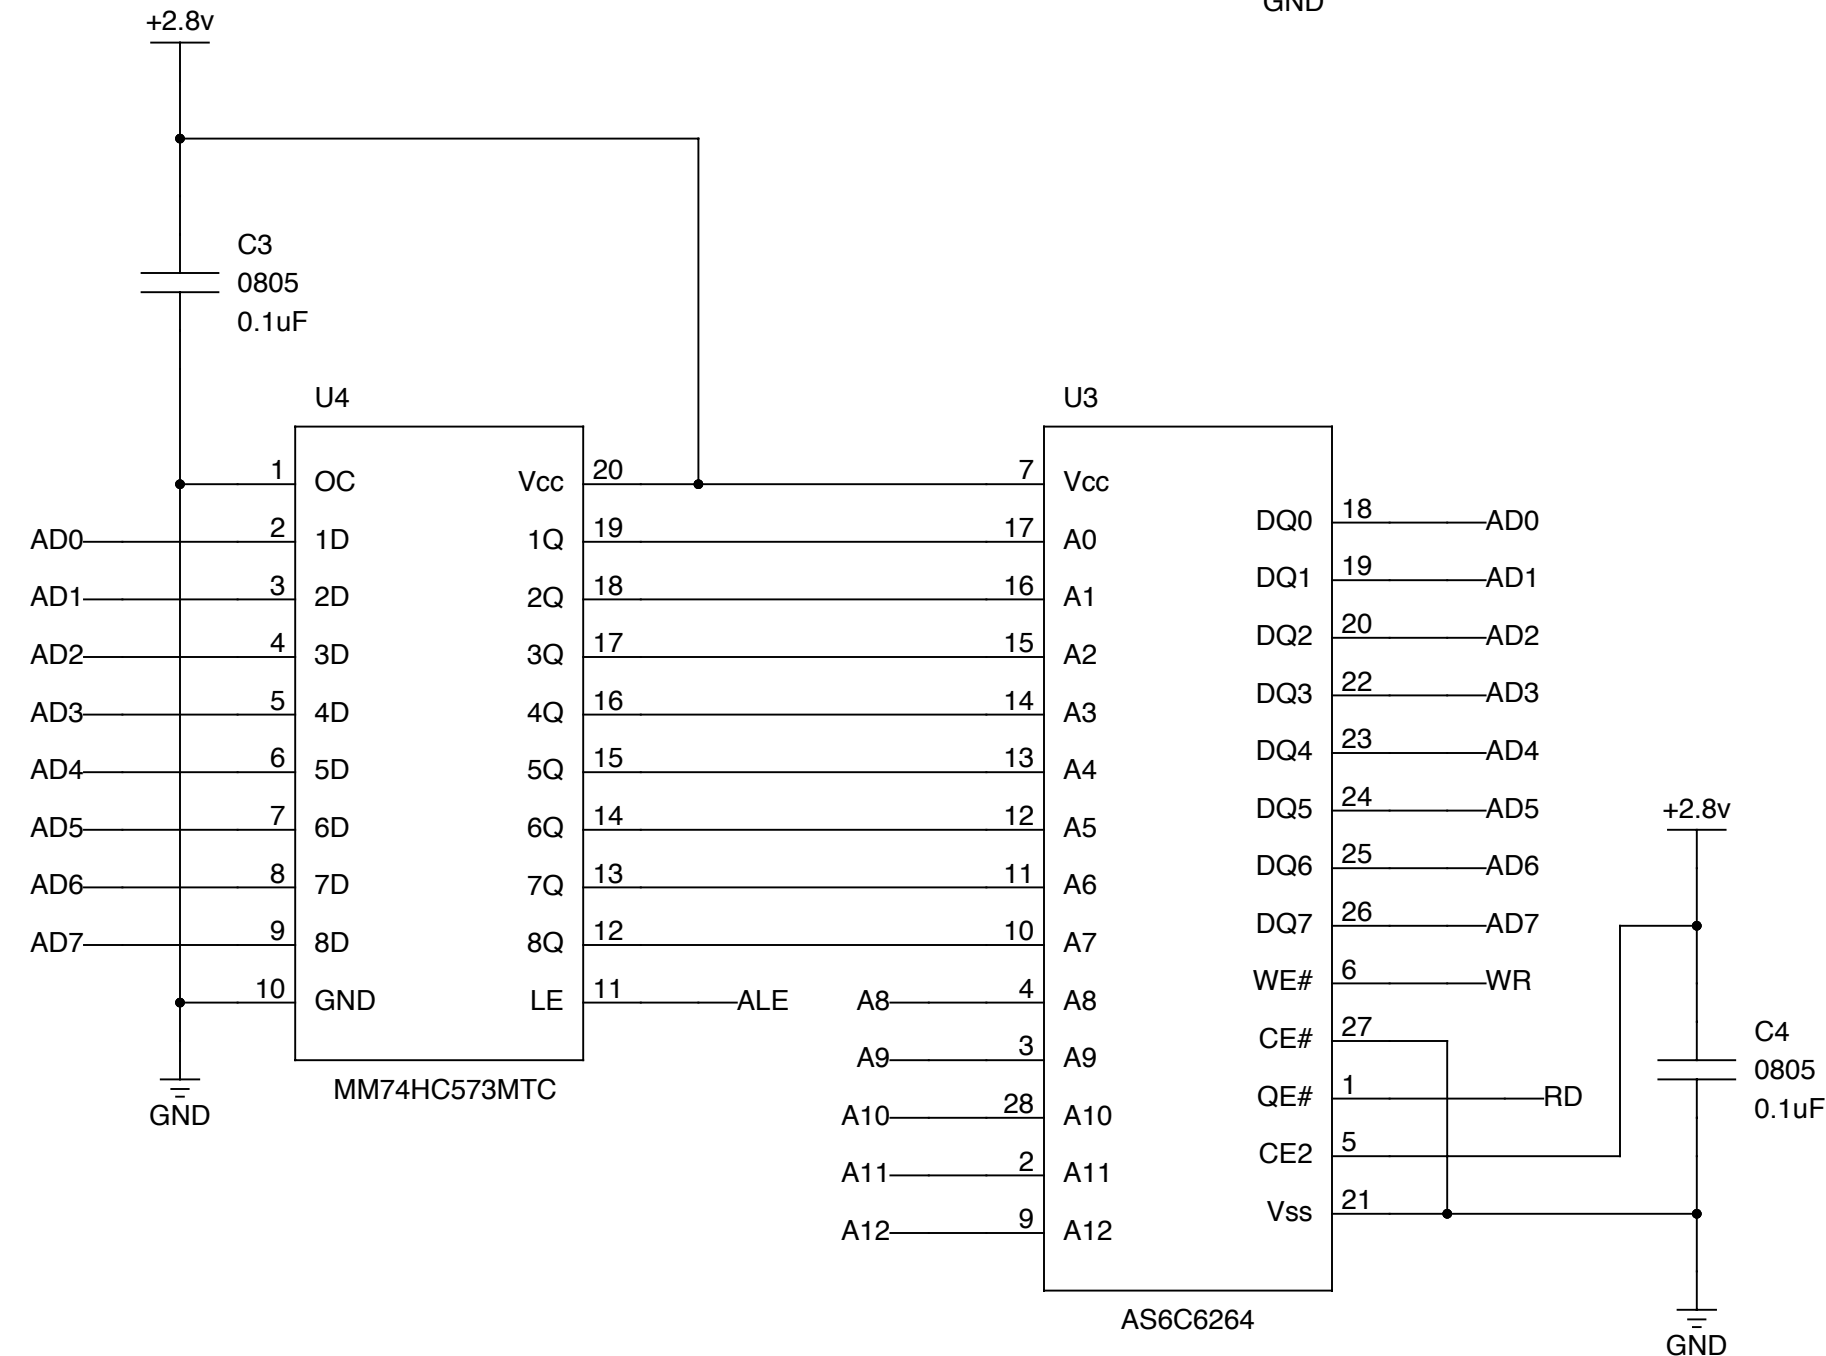 GND
+2.8v
C3
0805
0.1uF
U4
1 OC Vcc 20
AD0 2 1D 1Q 19
AD1 3 2D 2Q 18
AD2 4 3D 3Q 17
AD3 5 4D 4Q 16
AD4 6 5D 5Q 15
AD5 7 6D 6Q 14
AD6 8 7D 7Q 13
AD7 9 8D 8Q 12
10 GND LE 11 ALE
MM74HC573MTC
GND
U3
7 Vcc
17 A0
16 A1
15 A2
14 A3
13 A4
12 A5
11 A6
10 A7
A8 4 A8
A9 3 A9
A10 28 A10
A11 2 A11
A12 9 A12
DQ0 18 AD0
DQ1 19 AD1
DQ2 20 AD2
DQ3 22 AD3
DQ4 23 AD4
DQ5 24 AD5
DQ6 25 AD6
DQ7 26 AD7
WE# 6 WR
CE# 27
QE# 1 RD
CE2 5
Vss 21
AS6C6264
+2.8v
C4
0805
0.1uF
GND